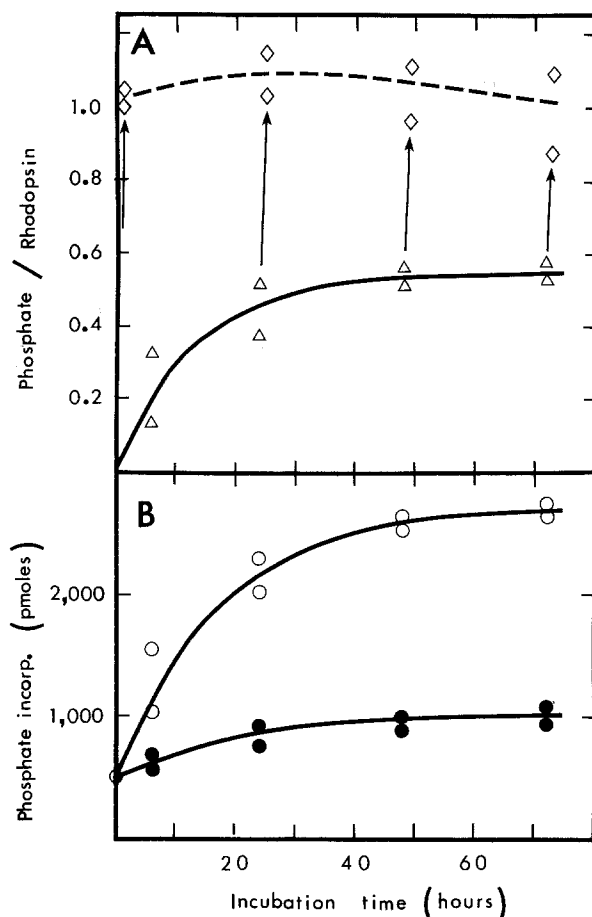 A
1.0
0.8
0.6
0.4
0.2
Phosphate / Rhodopsin
B
2,000
1,000
Phosphate incorp. (pmoles)
20 40 60
Incubation time (hours)